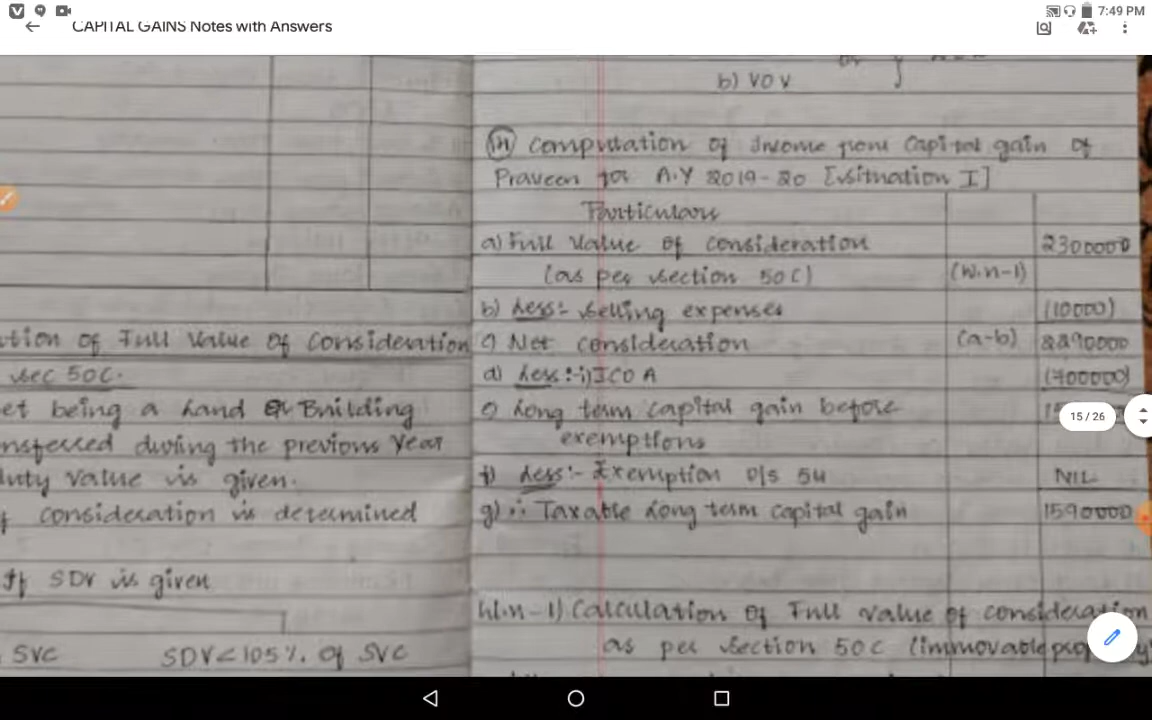 7:49 PM
CAPITAL GAINS Notes with Answers
b) VOV
Computation of Income from Capital gain of
Praveen for A.Y 2019-20 [Situation I]
Particulars
a) Full Value of consideration 2300000
(as per section 50C) (W.n-1)
b) Less:- Selling expenses (10000)
c) Net consideration (a-b) 2290000
d) Less:- i) ICOA (700000)
e) Long term capital gain before
exemptions
f) Less:- Exemption U/s 54 NIL
g) ∴ Taxable Long term capital gain 1590000
W.n-1) Calculation of Full value of consideration
as per section 50C (immovable property
ution of Full Value of Consideration
sec 50C.
et being a Land or Building
nsferred during the previous Year
duty value is given.
f consideration is determined
If SDV is given
SVC SDV<105% of SVC
15 / 26